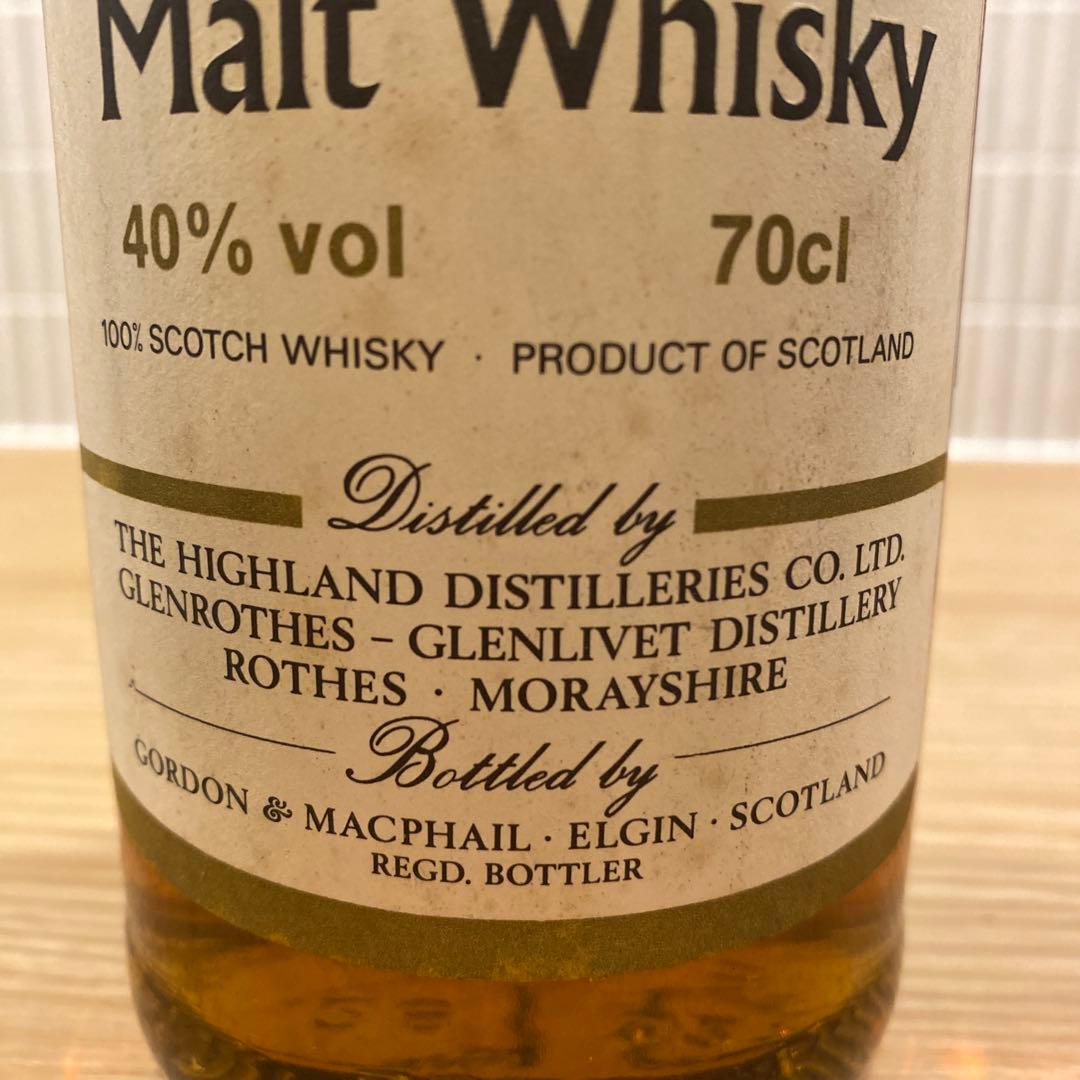 Malt Whisky
40% vol 70cl
100% SCOTCH WHISKY · PRODUCT OF SCOTLAND
Distilled by
THE HIGHLAND DISTILLERIES CO. LTD.
GLENROTHES – GLENLIVET DISTILLERY
ROTHES · MORAYSHIRE
Bottled by
GORDON & MACPHAIL · ELGIN · SCOTLAND
REGD. BOTTLER